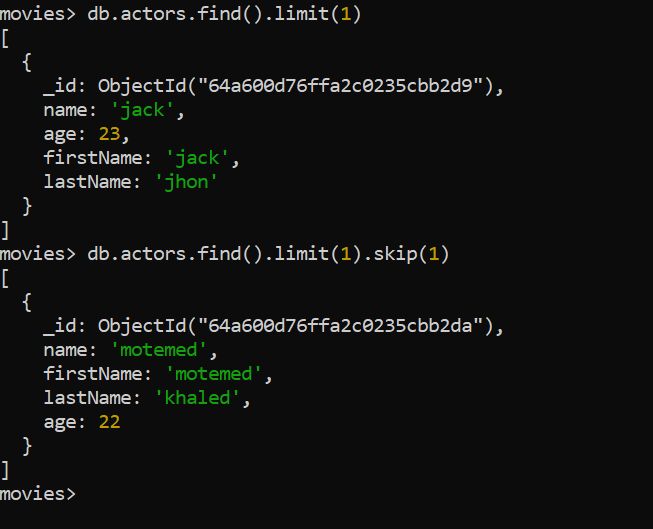 movies> db.actors.find().limit(1)
[
  {
    _id: ObjectId("64a600d76ffa2c0235cbb2d9"),
    name: 'jack',
    age: 23,
    firstName: 'jack',
    lastName: 'jhon'
  }
]
movies> db.actors.find().limit(1).skip(1)
[
  {
    _id: ObjectId("64a600d76ffa2c0235cbb2da"),
    name: 'motemed',
    firstName: 'motemed',
    lastName: 'khaled',
    age: 22
  }
]
movies>